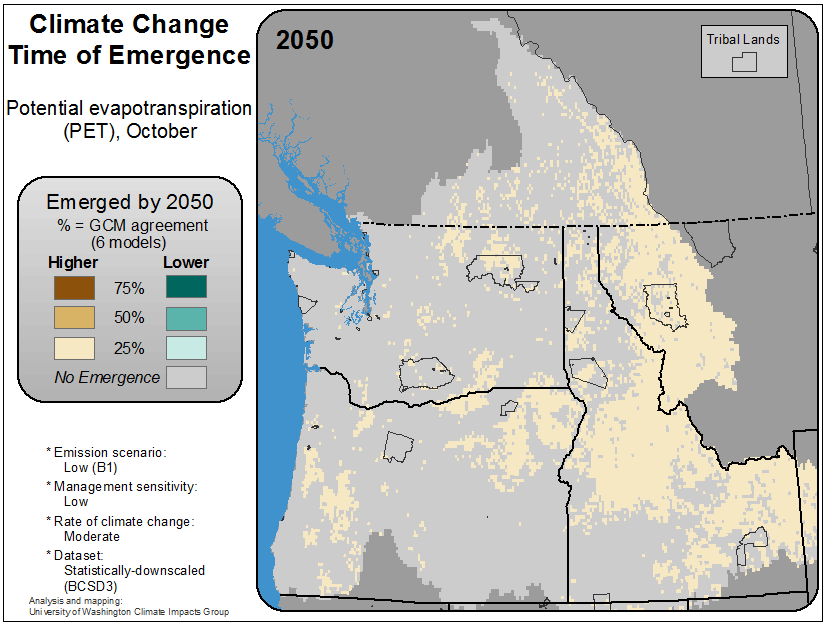 Climate Change
Time of Emergence
Potential evapotranspiration
(PET), October
Emerged by 2050
% = GCM agreement
(6 models)
Higher Lower
75%
50%
25%
No Emergence
* Emission scenario:
Low (B1)
* Management sensitivity:
Low
* Rate of climate change:
Moderate
* Dataset:
Statistically-downscaled
(BCSD3)
Analysis and mapping:
University of Washington Climate Impacts Group
2050
Tribal Lands